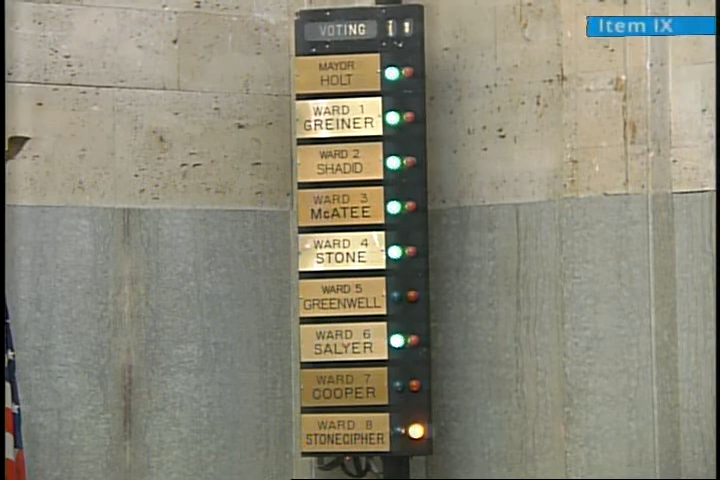 Item IX
VOTING
MAYOR
HOLT
WARD 1
GREINER
WARD 2
SHADID
WARD 3
McATEE
WARD 4
STONE
WARD 5
GREENWELL
WARD 6
SALYER
WARD 7
COOPER
WARD 8
STONECIPHER